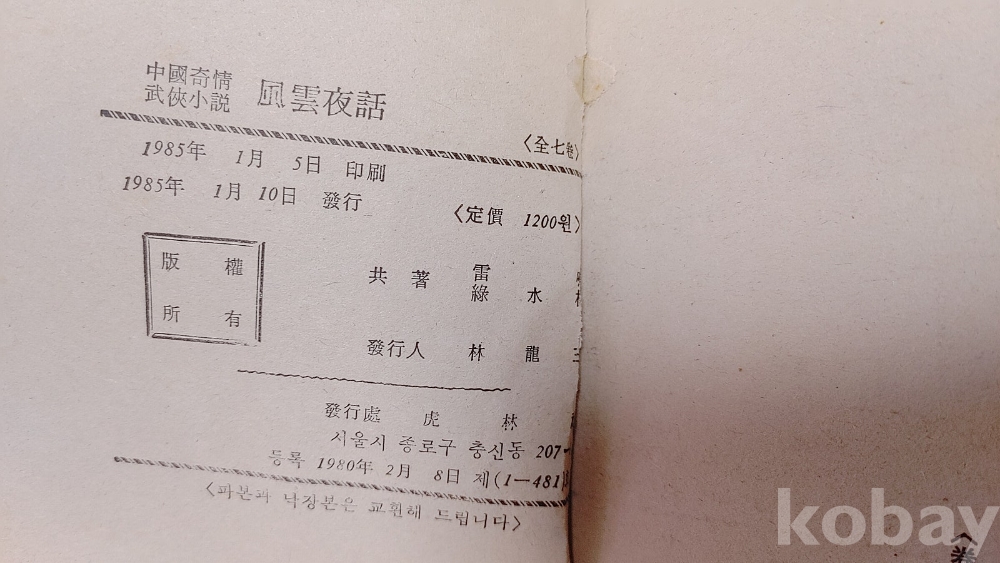 中國奇情
武俠小説
風雲夜話
〈全七卷〉
1985年 1月 5日 印刷
1985年 1月 10日 發行
〈定價 1200원〉
版權
所有
共著 雷
綠水
發行人 林龍
發行處 虎林
서울시 종로구 충신동 207-
등록 1980年 2月 8日 제(1-481)
〈파본과 낙장본은 교환해 드립니다〉
kobay